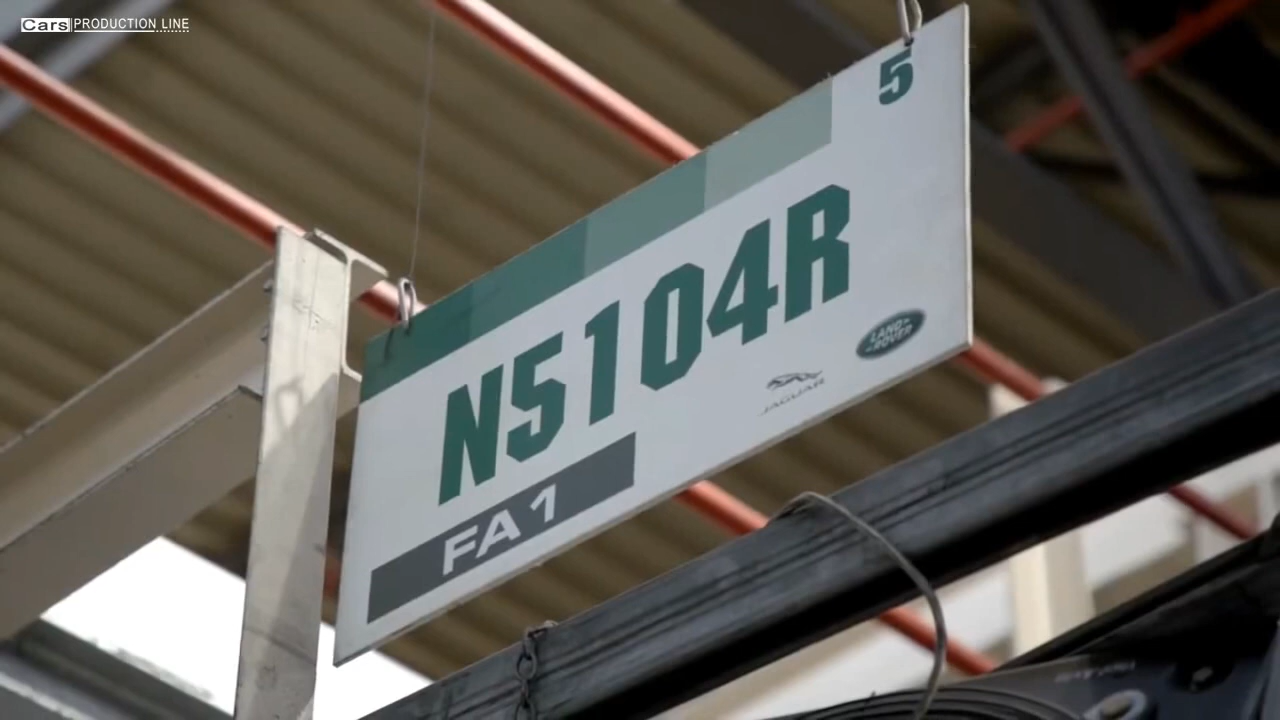 Cars PRODUCTION LINE
5
N5104R
FA1
JAGUAR
LAND
ROVER